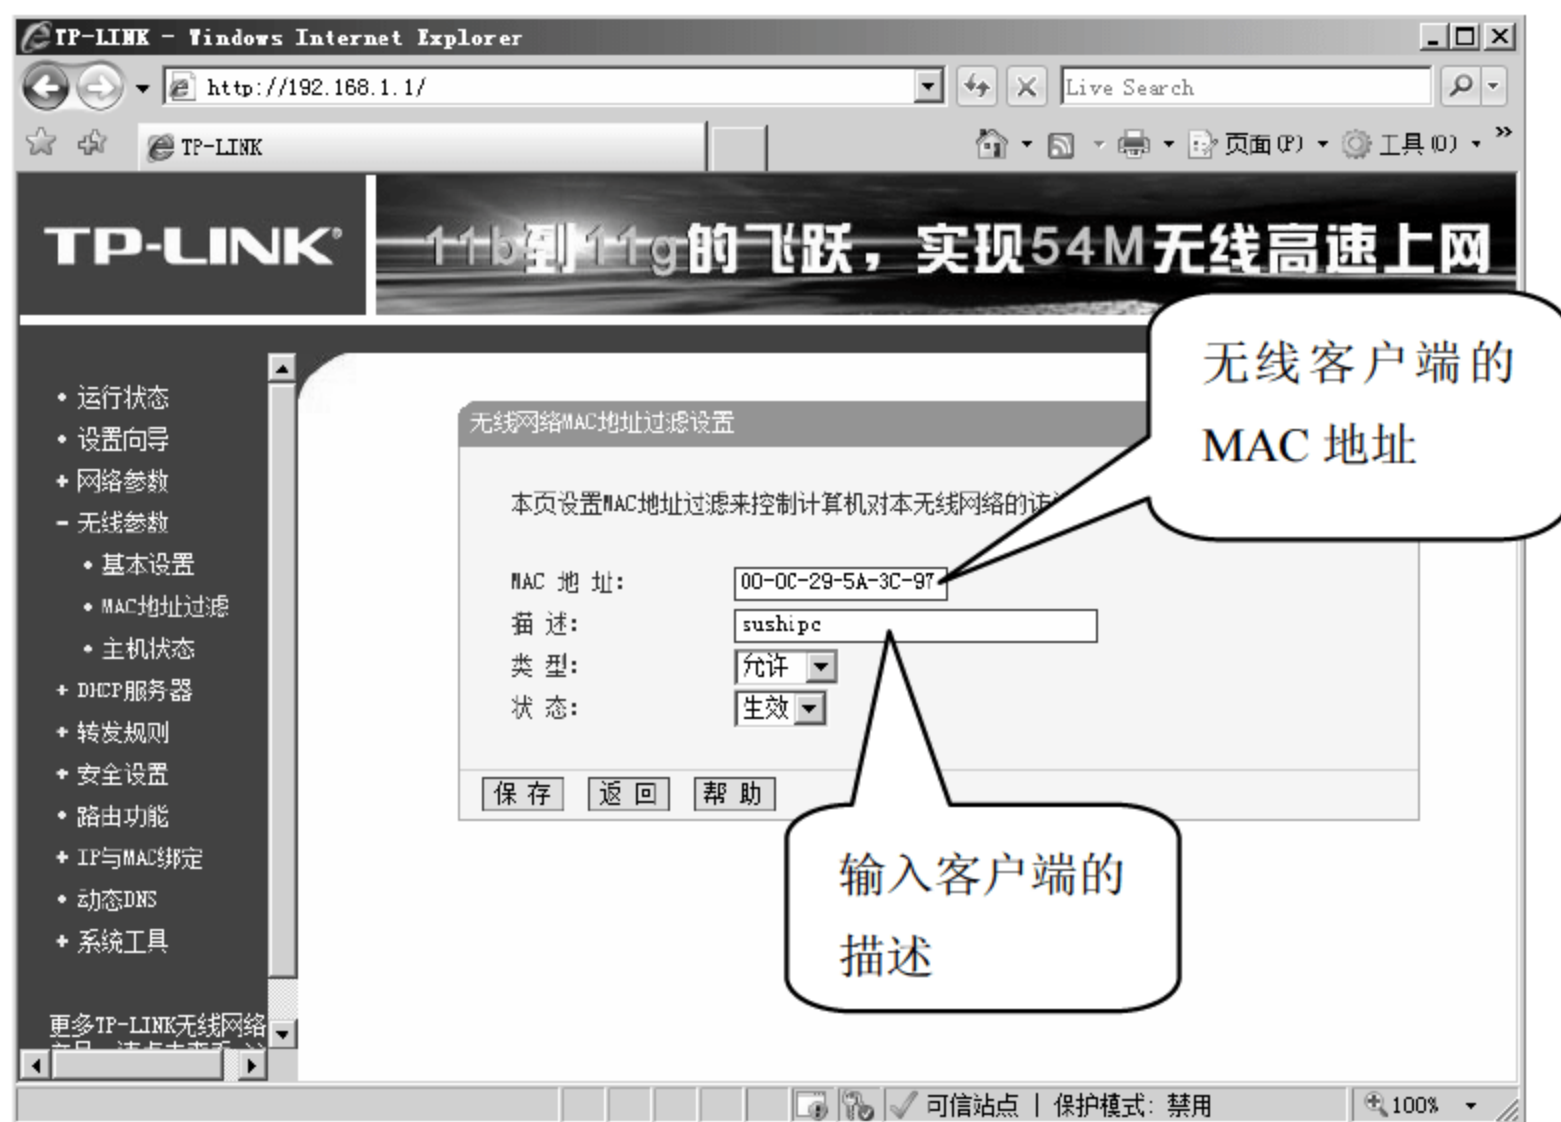 TP-LINK - Windows Internet Explorer
http://192.168.1.1/
Live Search
TP-LINK
页面(P)
工具(O)
»
TP-LINK®
11b到11g的飞跃，实现54M无线高速上网
• 运行状态
• 设置向导
+ 网络参数
- 无线参数
• 基本设置
• MAC地址过滤
• 主机状态
+ DHCP服务器
+ 转发规则
+ 安全设置
• 路由功能
+ IP与MAC绑定
• 动态DNS
+ 系统工具
更多TP-LINK无线网络
无线网络MAC地址过滤设置
本页设置MAC地址过滤来控制计算机对本无线网络的访
MAC 地 址：
00-0C-29-5A-3C-97
描 述：
sushipc
类 型：
允许
状 态：
生效
保 存
返 回
帮 助
无线客户端的
MAC 地址
输入客户端的
描述
可信站点 | 保护模式: 禁用
100%